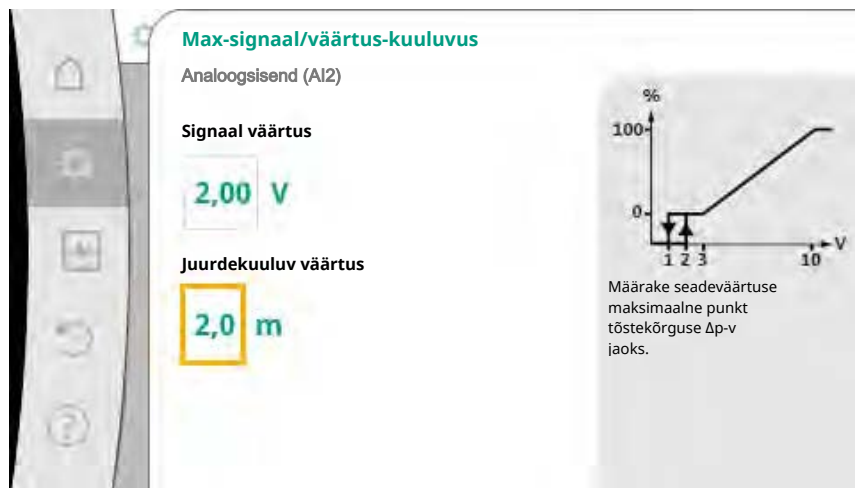 Max-signaal/väärtus-kuuluvus
Analoogsisend (AI2)
Signaal väärtus
2,00 V
Juurdekuuluv väärtus
2,0 m
%
100
0
1 2 3 10
V
Määrake seadeväärtuse
maksimaalne punkt
tõstekõrguse Δp-v
jaoks.
?